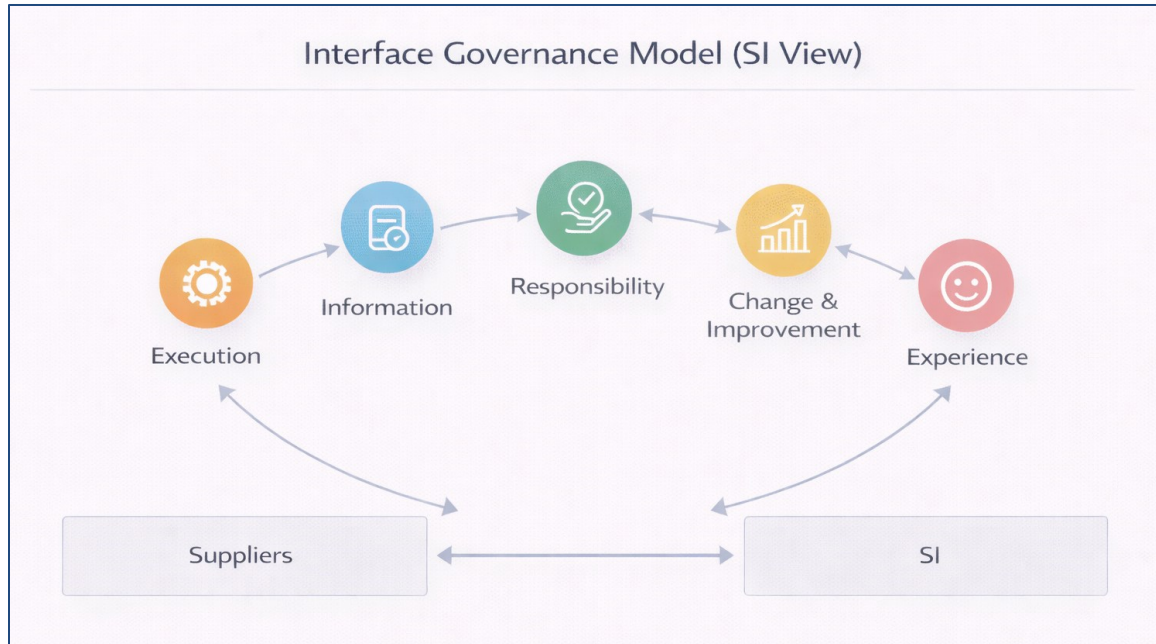 Interface Governance Model (SI View)
Execution
Information
Responsibility
Change &
Improvement
Experience
Suppliers
SI